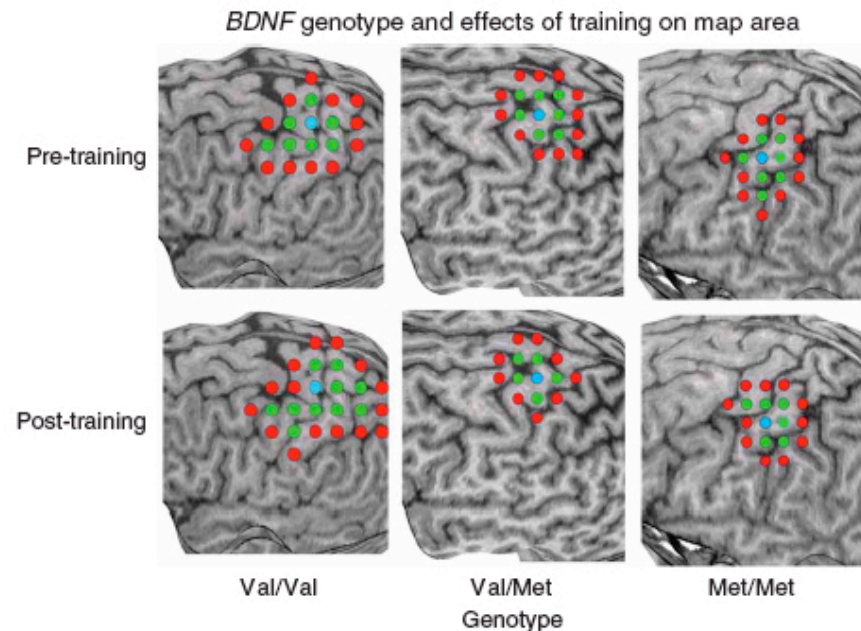 BDNF genotype and effects of training on map area
Pre-training
Post-training
Val/Val
Val/Met
Met/Met
Genotype